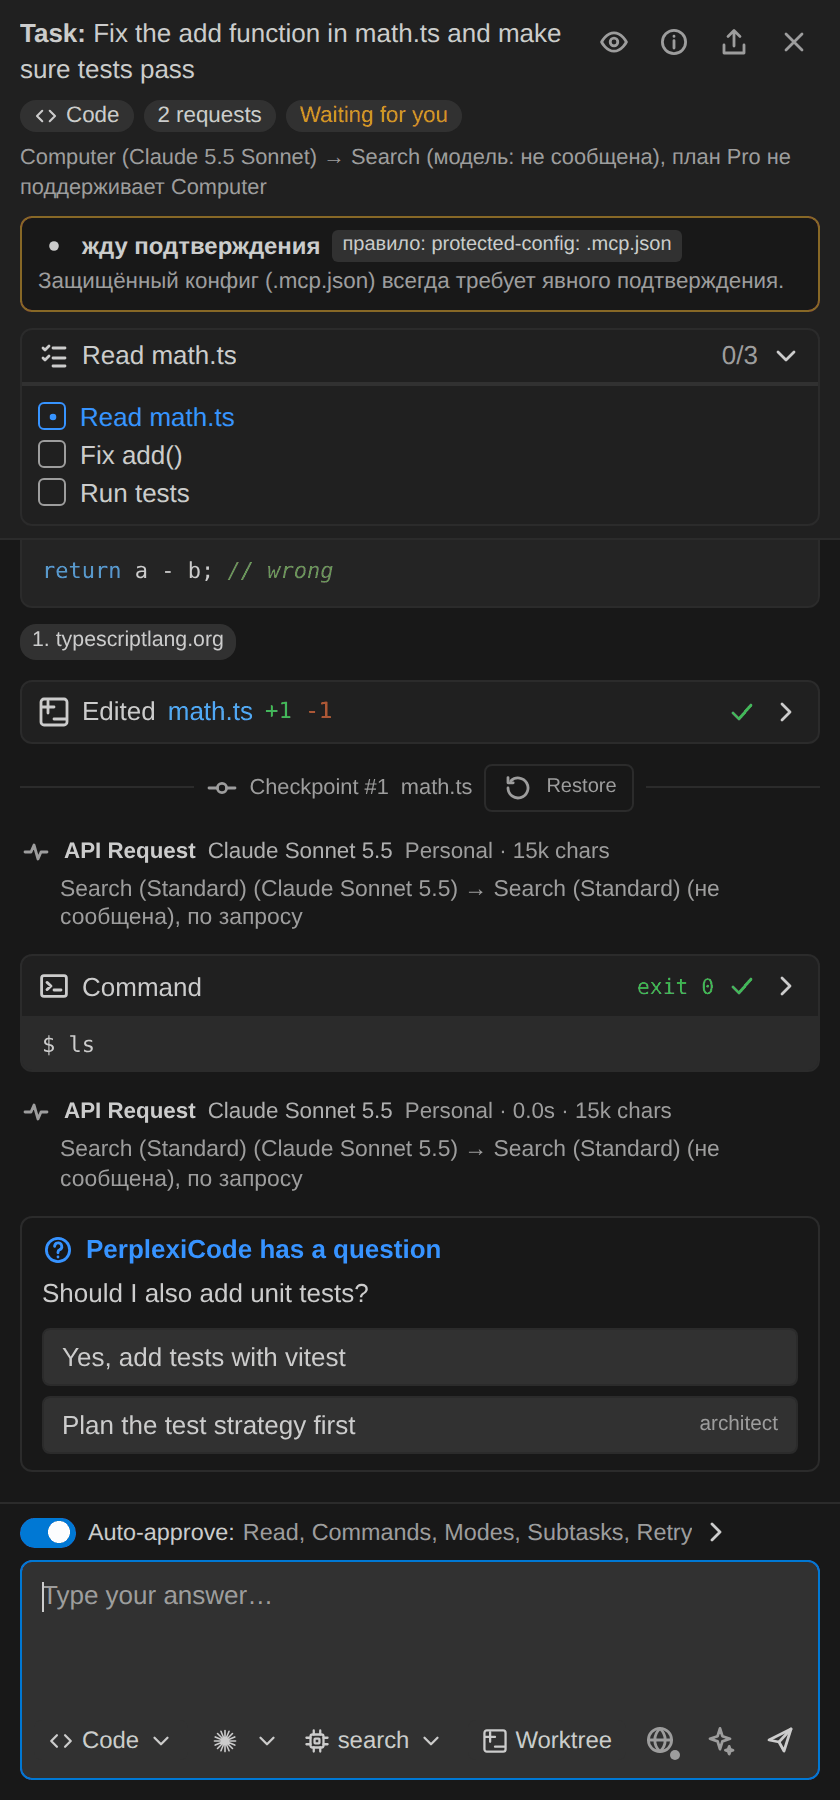 Task: Fix the add function in math.ts and make
sure tests pass
Code 2 requests Waiting for you
Computer (Claude 5.5 Sonnet) → Search (модель: не сообщена), план Pro не
поддерживает Computer
жду подтверждения правило: protected-config: .mcp.json
Защищённый конфиг (.mcp.json) всегда требует явного подтверждения.
Read math.ts 0/3
Read math.ts
Fix add()
Run tests
return a - b; // wrong
1. typescriptlang.org
Edited math.ts +1 -1
Checkpoint #1 math.ts Restore
API Request Claude Sonnet 5.5 Personal · 15k chars
Search (Standard) (Claude Sonnet 5.5) → Search (Standard) (не
сообщена), по запросу
Command exit 0
$ ls
API Request Claude Sonnet 5.5 Personal · 0.0s · 15k chars
Search (Standard) (Claude Sonnet 5.5) → Search (Standard) (не
сообщена), по запросу
PerplexiCode has a question
Should I also add unit tests?
Yes, add tests with vitest
Plan the test strategy first architect
Auto-approve: Read, Commands, Modes, Subtasks, Retry
Type your answer…
Code search Worktree